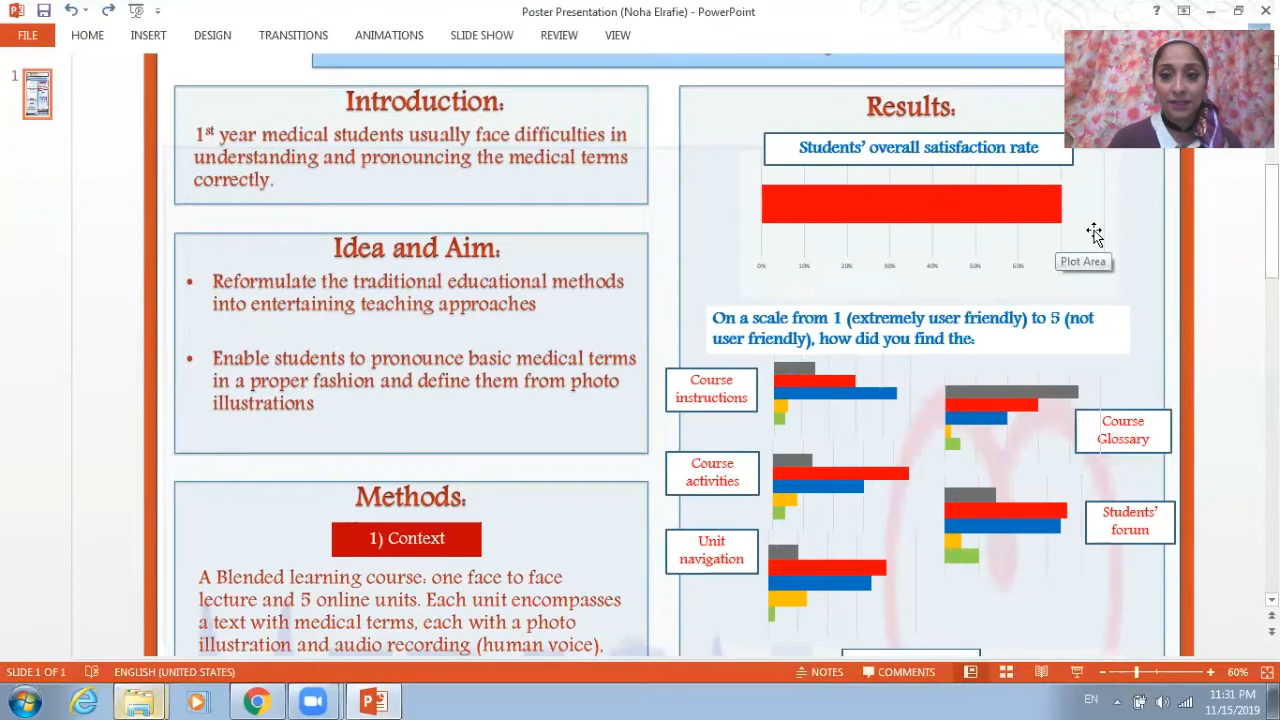 Poster Presentation (Noha Elrafie) - PowerPoint
FILE
HOME
INSERT
DESIGN
TRANSITIONS
ANIMATIONS
SLIDE SHOW
REVIEW
VIEW
1
Introduction:
1st year medical students usually face difficulties in
understanding and pronouncing the medical terms
correctly.
Idea and Aim:
• Reformulate the traditional educational methods
into entertaining teaching approaches
• Enable students to pronounce basic medical terms
in a proper fashion and define them from photo
illustrations
Methods:
1) Context
A Blended learning course: one face to face
lecture and 5 online units. Each unit encompasses
a text with medical terms, each with a photo
illustration and audio recording (human voice).
Results:
Students' overall satisfaction rate
0% 10% 20% 30% 40% 50% 60%
Plot Area
On a scale from 1 (extremely user friendly) to 5 (not
user friendly), how did you find the:
Course
instructions
Course
activities
Unit
navigation
Course
Glossary
Students'
forum
SLIDE 1 OF 1
ENGLISH (UNITED STATES)
NOTES
COMMENTS
60%
EN
11:31 PM
11/15/2019